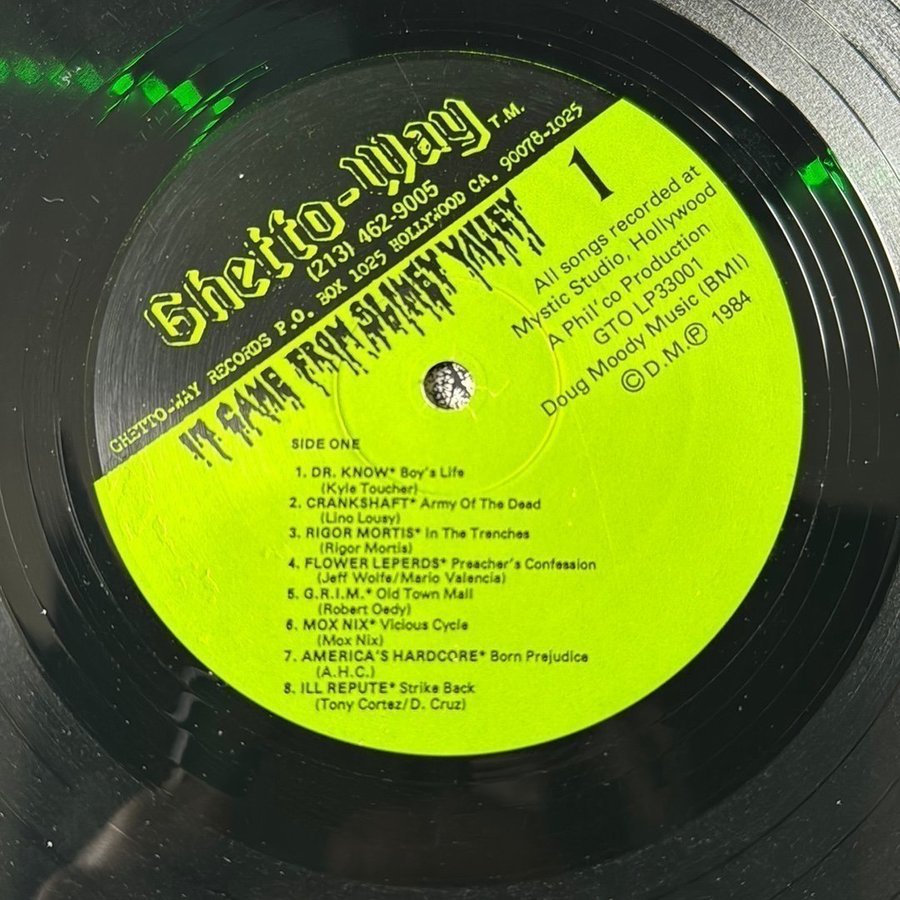 Ghetto-Way T.M.
(213) 462-9005
GHETTO-WAY RECORDS P.O. BOX 1025 HOLLYWOOD CA. 90078-1025
IT CAME FROM SLIMEY VALLEY
1
All songs recorded at
Mystic Studio, Hollywood
A Phil'co Production
GTO LP33001
Doug Moody Music (BMI)
©D.M.Ⓟ 1984
SIDE ONE
1. DR. KNOW* Boy's Life
(Kyle Toucher)
2. CRANKSHAFT* Army Of The Dead
(Lino Lousy)
3. RIGOR MORTIS* In The Trenches
(Rigor Mortis)
4. FLOWER LEPERDS* Preacher's Confession
(Jeff Wolfe/Mario Valencia)
5. G.R.I.M.* Old Town Mall
(Robert Oedy)
6. MOX NIX* Vicious Cycle
(Mox Nix)
7. AMERICA'S HARDCORE* Born Prejudice
(A.H.C.)
8. ILL REPUTE* Strike Back
(Tony Cortez/D. Cruz)